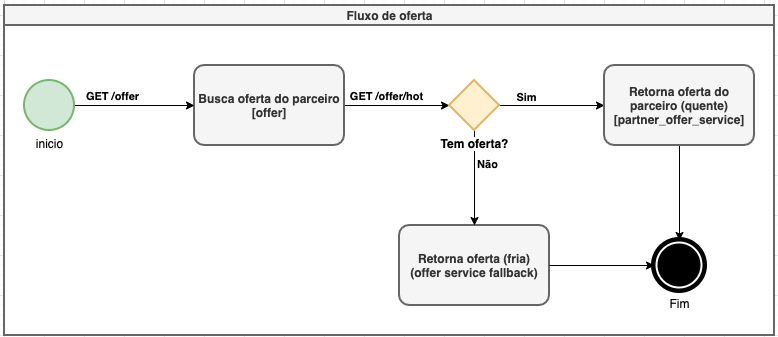 Fluxo de oferta
GET /offer
inicio
Busca oferta do parceiro
[offer]
GET /offer/hot
Tem oferta?
Sim
Retorna oferta do
parceiro (quente)
[partner_offer_service]
Não
Retorna oferta (fria)
(offer service fallback)
Fim